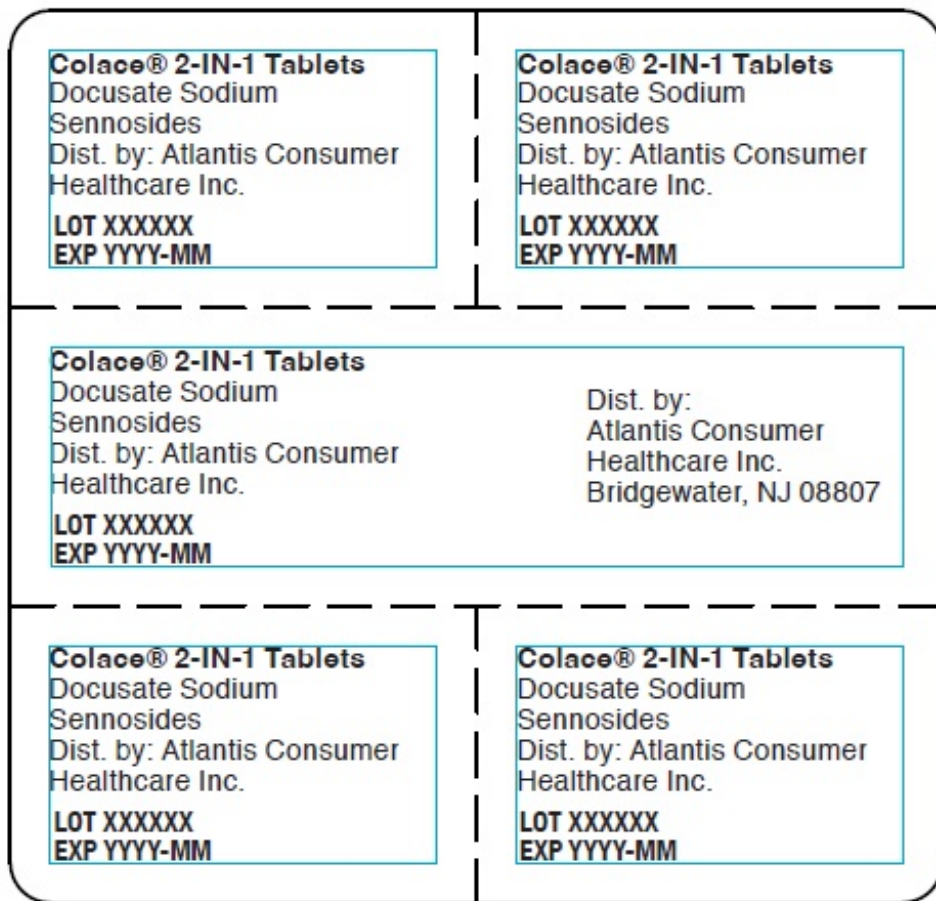 Colace® 2-IN-1 Tablets
Docusate Sodium
Sennosides
Dist. by: Atlantis Consumer
Healthcare Inc.
LOT XXXXXX
EXP YYYY-MM
Colace® 2-IN-1 Tablets
Docusate Sodium
Sennosides
Dist. by: Atlantis Consumer
Healthcare Inc.
LOT XXXXXX
EXP YYYY-MM
Colace® 2-IN-1 Tablets
Docusate Sodium
Sennosides
Dist. by: Atlantis Consumer
Healthcare Inc.
LOT XXXXXX
EXP YYYY-MM
Dist. by:
Atlantis Consumer
Healthcare Inc.
Bridgewater, NJ 08807
Colace® 2-IN-1 Tablets
Docusate Sodium
Sennosides
Dist. by: Atlantis Consumer
Healthcare Inc.
LOT XXXXXX
EXP YYYY-MM
Colace® 2-IN-1 Tablets
Docusate Sodium
Sennosides
Dist. by: Atlantis Consumer
Healthcare Inc.
LOT XXXXXX
EXP YYYY-MM